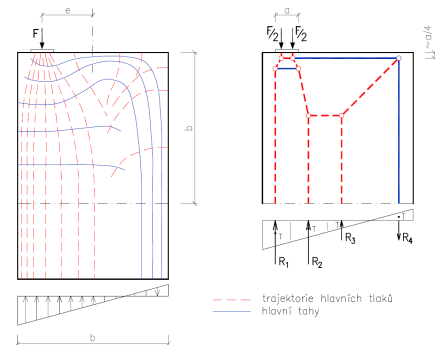 e
a
F
F/2 F/2
~a/4
b
T T T T
R1 R2 R3 R4
b
trajektorie hlavních tlaků
hlavní tahy